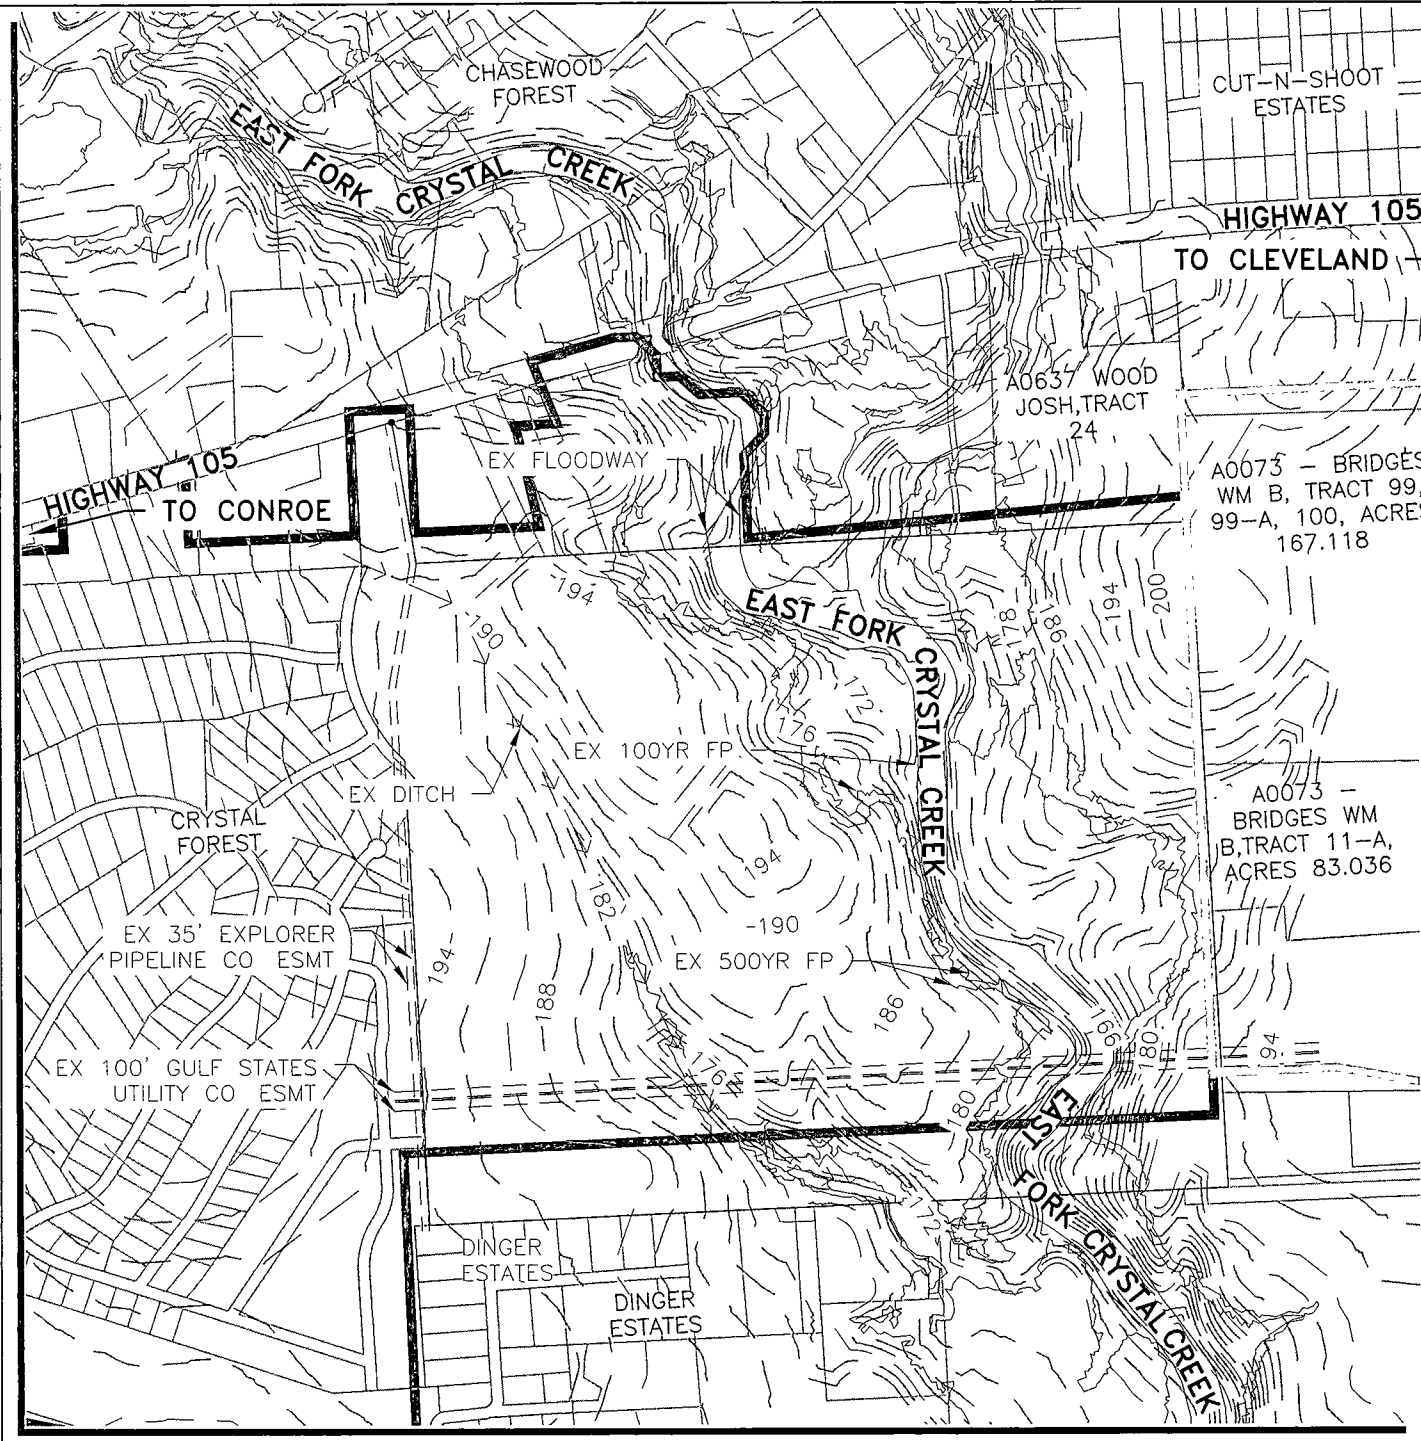 CHASEWOOD
FOREST
CUT-N-SHOOT
ESTATES
EAST FORK CRYSTAL CREEK
HIGHWAY 105
TO CLEVELAND
A0637 WOOD
JOSH,TRACT
24
EX FLOODWAY
HIGHWAY 105
TO CONROE
A0073 - BRIDGES
WM B, TRACT 99,
99-A, 100, ACRES
167.118
194
190
EAST FORK
CRYSTAL CREEK
178
186
194
200
172
176
EX 100YR FP
EX DITCH
CRYSTAL
FOREST
A0073 -
BRIDGES WM
B,TRACT 11-A,
ACRES 83.036
194
182
190
EX 35' EXPLORER
PIPELINE CO ESMT
194
EX 500YR FP
188
186
166
180
94
EX 100' GULF STATES
UTILITY CO ESMT
176
180
EAST
FORK CRYSTAL CREEK
172
DINGER
ESTATES
DINGER
ESTATES